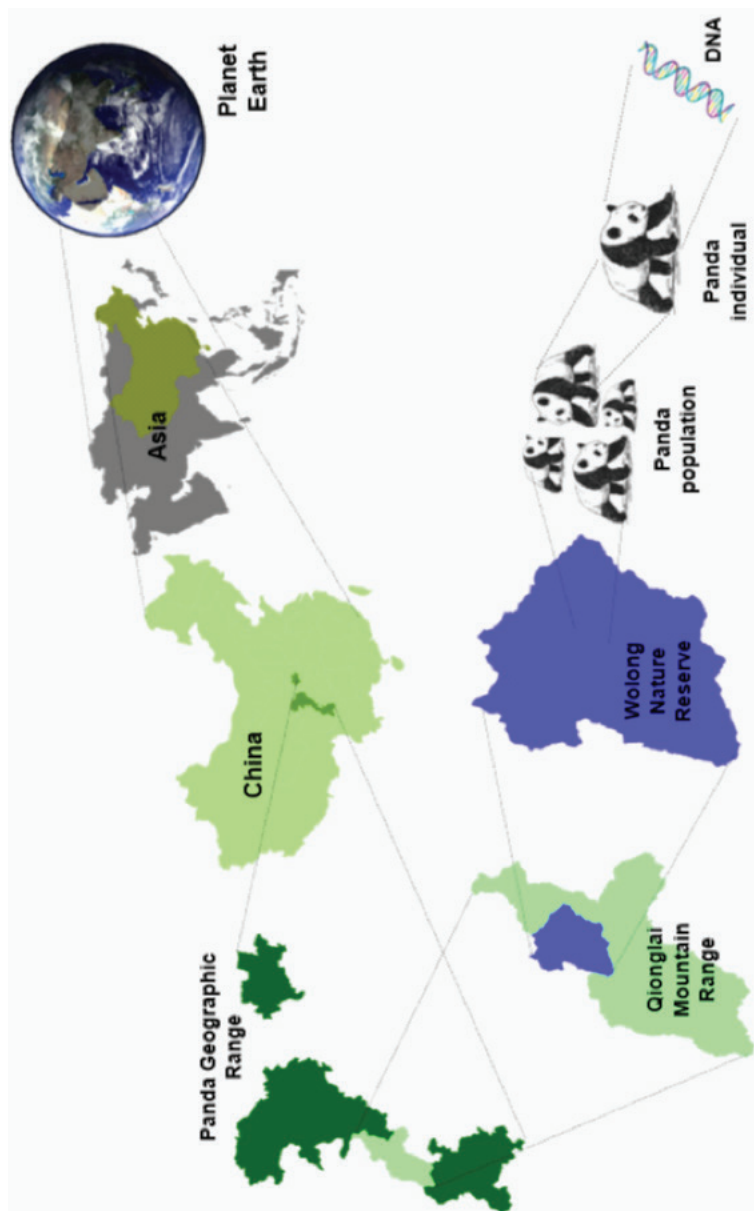 Panda Geographic
Range
China
Asia
Planet
Earth
Qionglai
Mountain
Range
Wolong
Nature
Reserve
Panda
population
Panda
individual
DNA